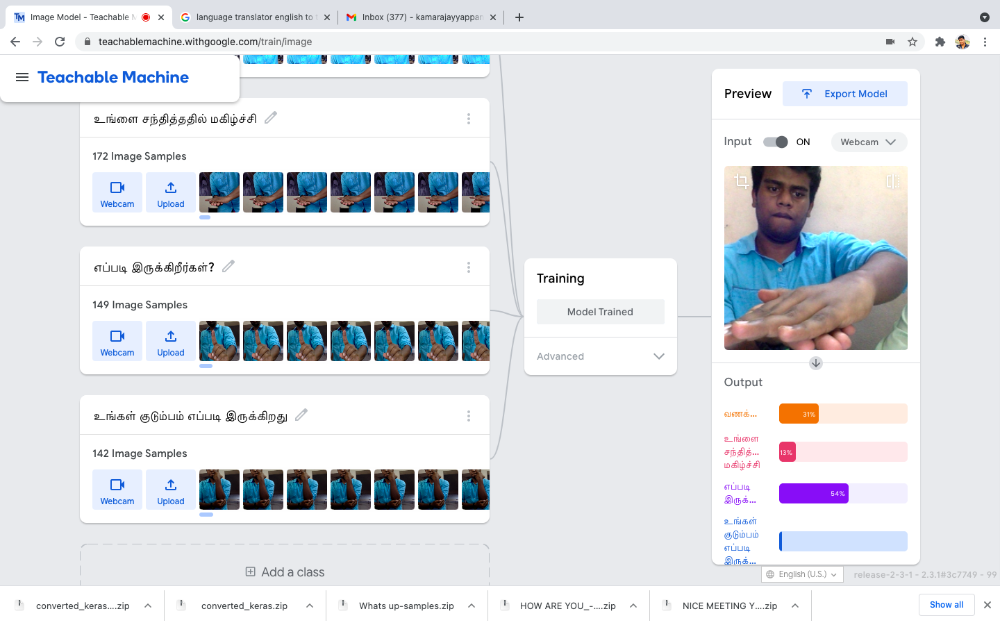 Image Model - Teachable M
language translator english to t
Inbox (377) - kamarajayyappan
teachablemachine.withgoogle.com/train/image
Teachable Machine
உங்ளை சந்தித்ததில் மகிழ்ச்சி
172 Image Samples
Webcam
Upload
எப்படி இருக்கிறீர்கள்?
149 Image Samples
Webcam
Upload
உங்கள் குடும்பம் எப்படி இருக்கிறது
142 Image Samples
Webcam
Upload
Add a class
Training
Model Trained
Advanced
Preview
Export Model
Input
ON
Webcam
Output
வணக்...
31%
உங்ளை
சந்தித்...
மகிழ்ச்சி
13%
எப்படி
இருக்...
54%
உங்கள்
குடும்பம்
எப்படி
இருக்...
English (U.S.)
release-2-3-1 - 2.3.1#3c7749 - 99
converted_keras....zip
converted_keras.zip
Whats up-samples.zip
HOW ARE YOU_-....zip
NICE MEETING Y....zip
Show all